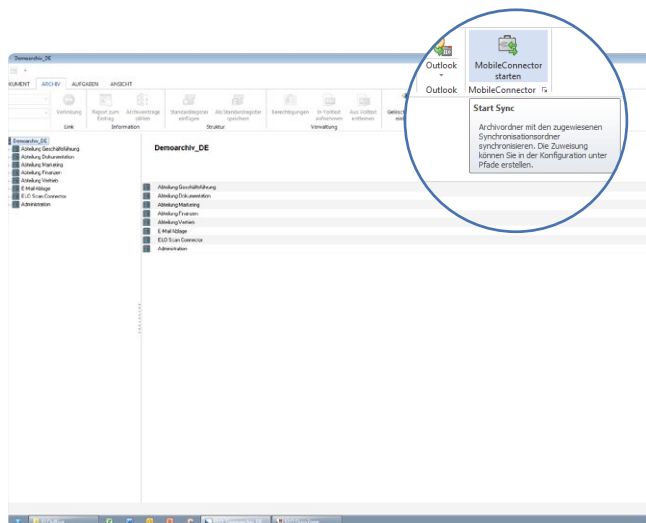 Demoarchiv_DE
KUMENT ARCHIV AUFGABEN ANSICHT
Verlinkung
Report zum Eintrag
Archiveinträge zählen
Standardregister einfügen
Als Standardregister speichern
Berechtigungen
In Volltext aufnehmen
Aus Volltext entfernen
Link Information Struktur Verwaltung
Outlook
MobileConnector
starten
Outlook MobileConnector
Start Sync
Archivordner mit den zugewiesenen
Synchronisationsordner
synchronisieren. Die Zuweisung
können Sie in der Konfiguration unter
Pfade erstellen.
Demoarchiv_DE
Abteilung Geschäftsführung
Abteilung Dokumentation
Abteilung Marketing
Abteilung Finanzen
Abteilung Vertrieb
E-Mail Ablage
ELO Scan Connector
Administration
Demoarchiv_DE
Abteilung Geschäftsführung
Abteilung Dokumentation
Abteilung Marketing
Abteilung Finanzen
Abteilung Vertrieb
E-Mail Ablage
ELO Scan Connector
Administration